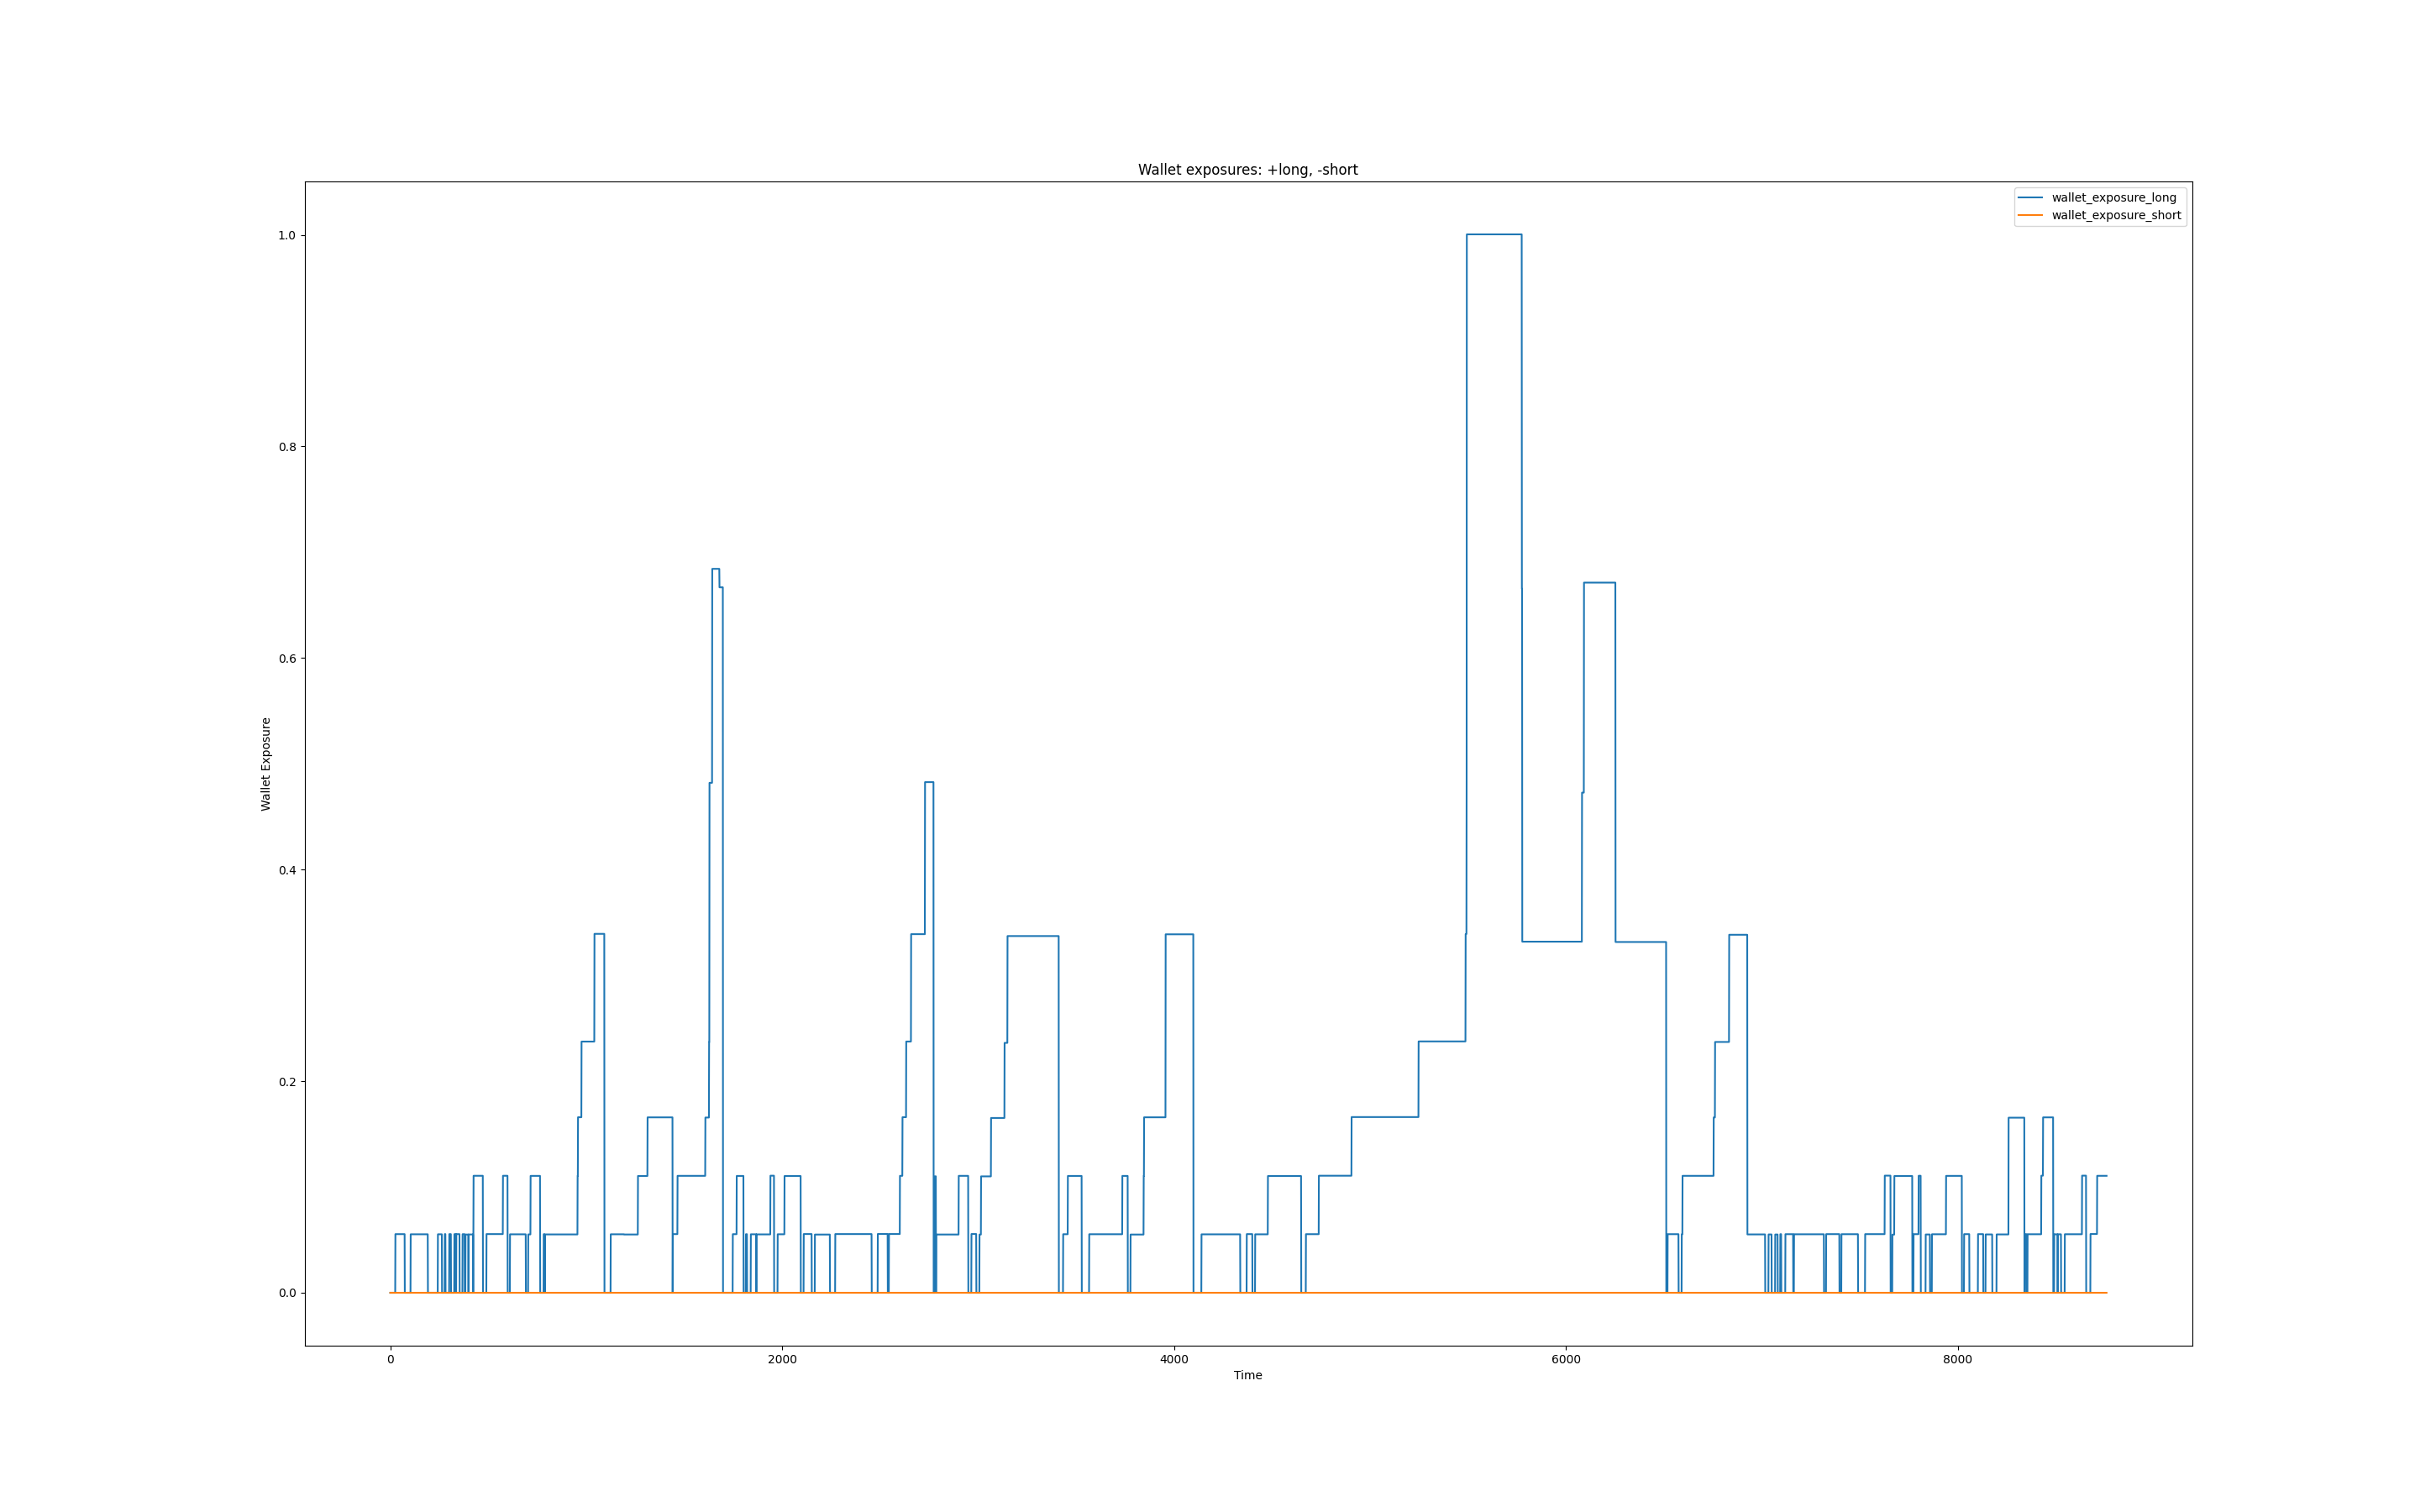 Wallet exposures: +long, -short
wallet_exposure_long
wallet_exposure_short
1.0
0.8
0.6
0.4
0.2
0.0
Wallet Exposure
0 2000 4000 6000 8000
Time